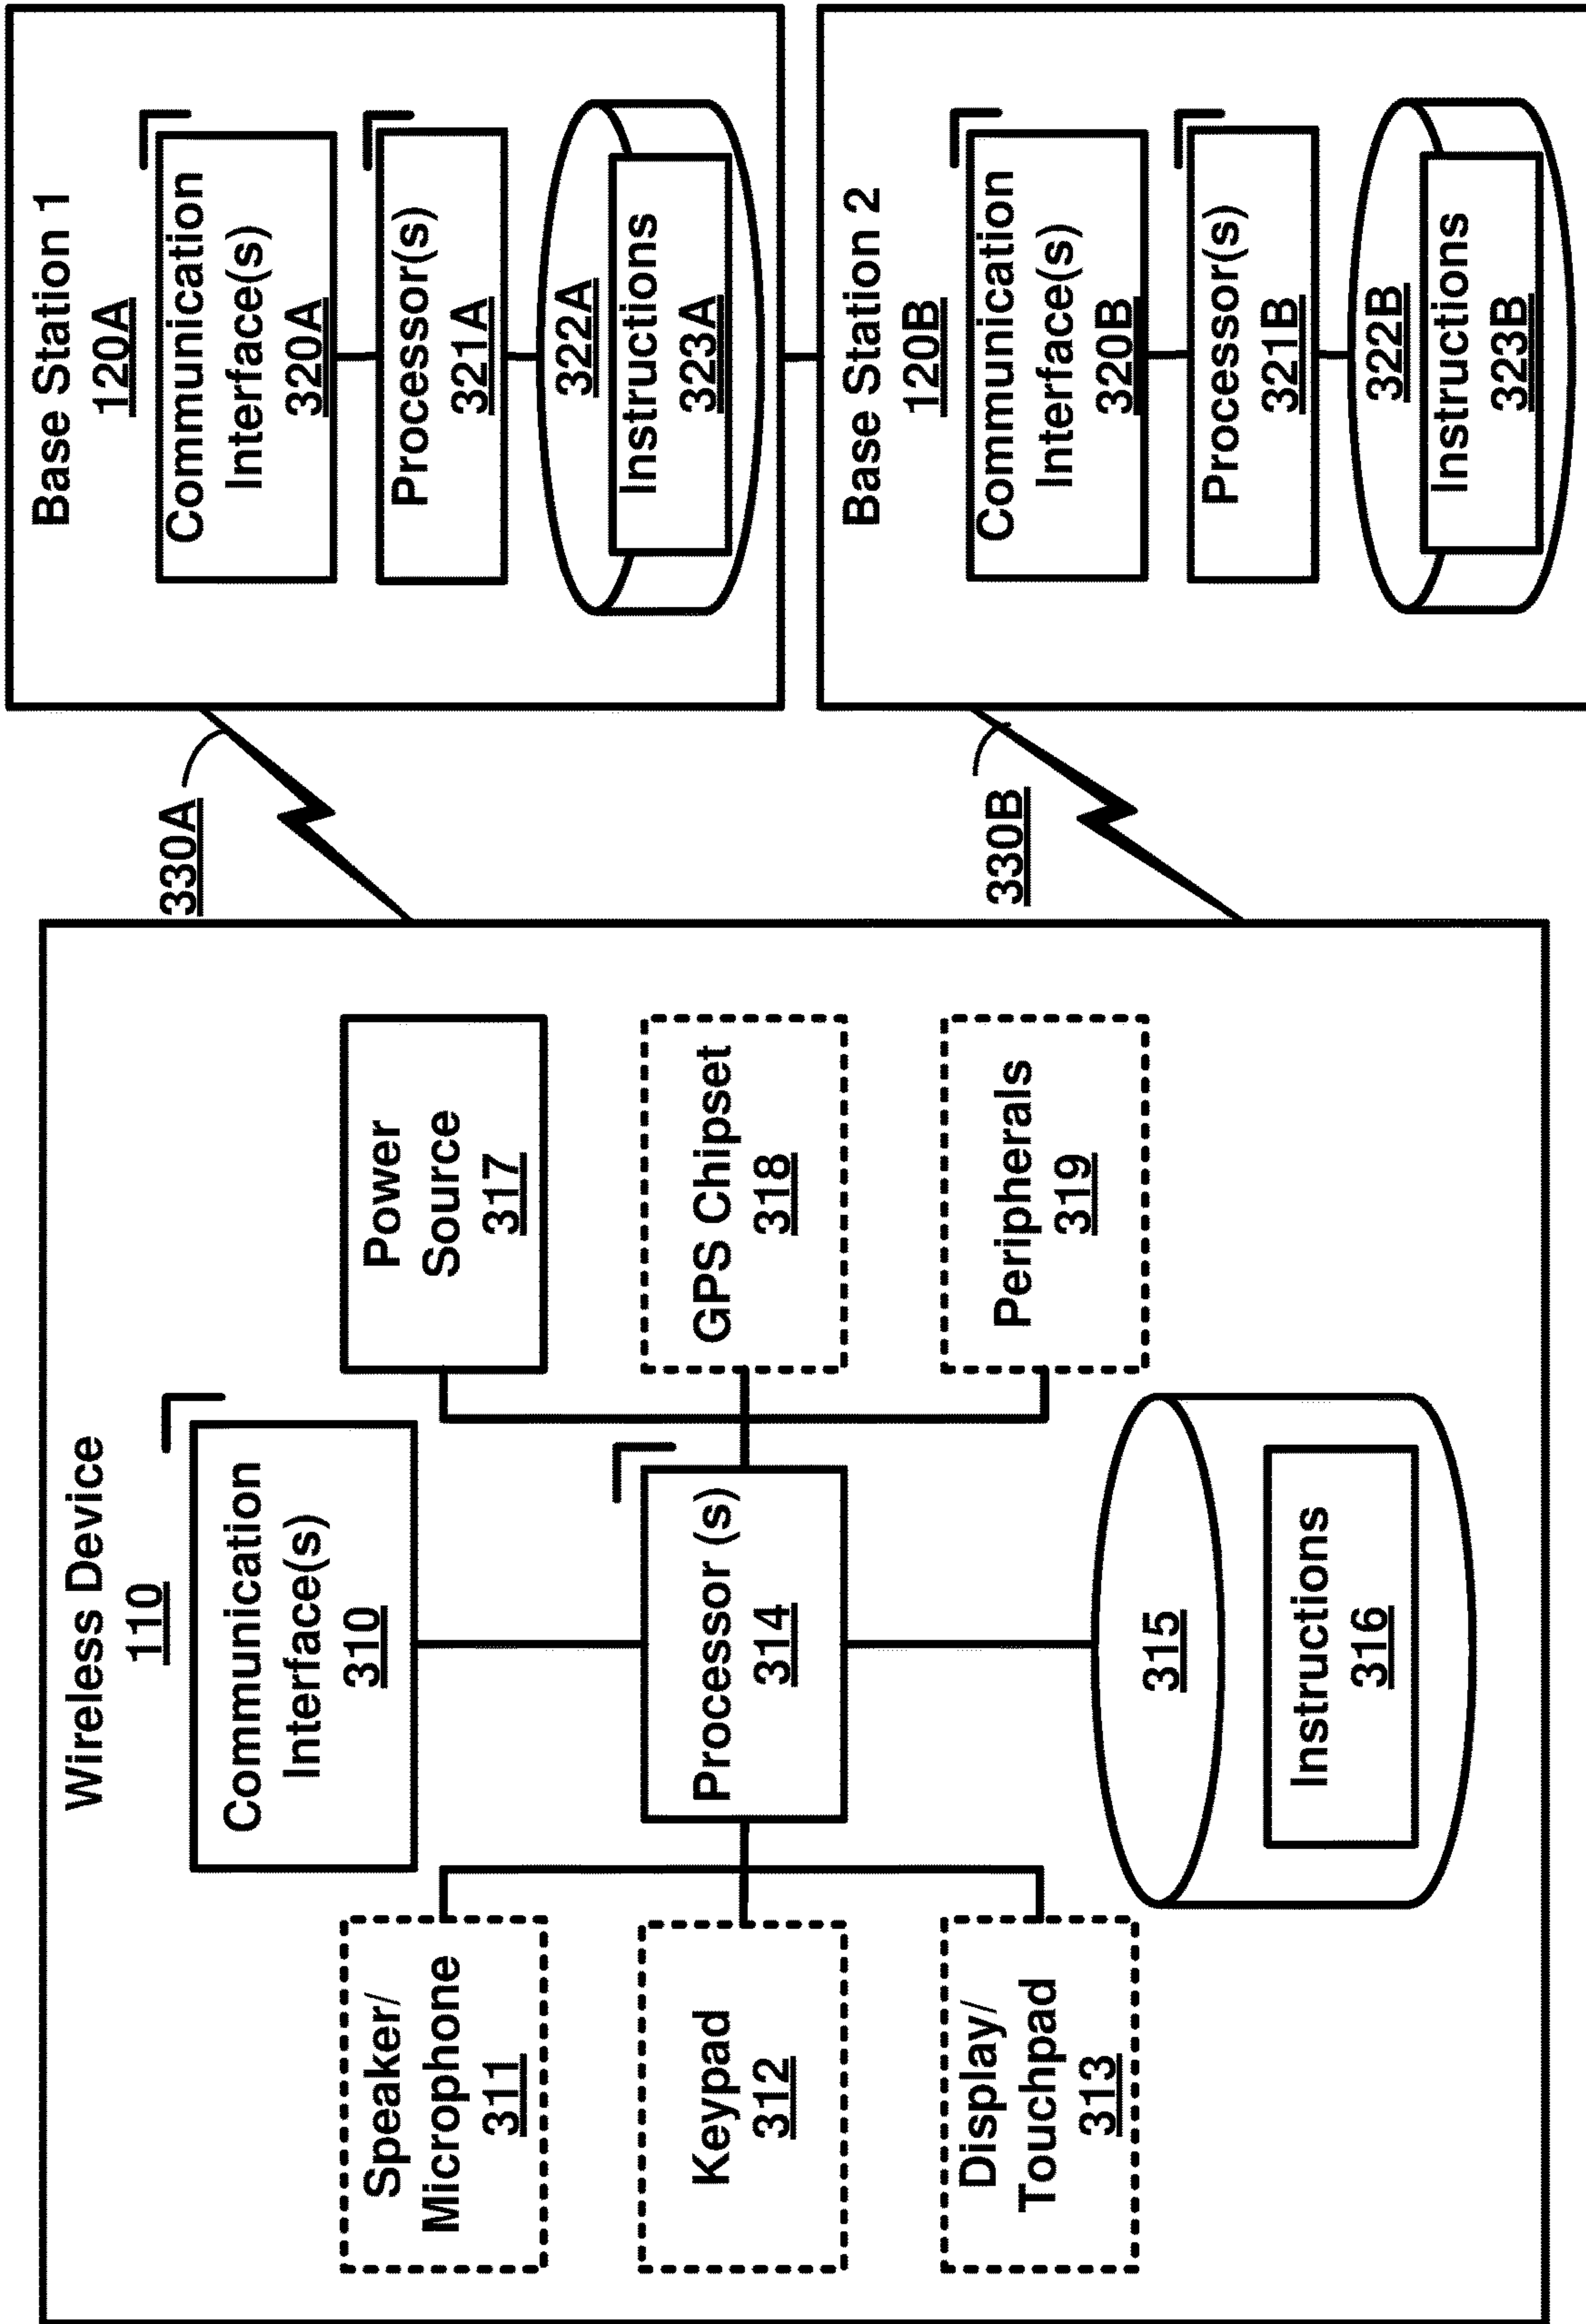 Wireless Device
110
Communication
Interface(s)
310
Speaker/
Microphone
311
Keypad
312
Display/
Touchpad
313
Processor (s)
314
315
Instructions
316
Power
Source
317
GPS Chipset
318
Peripherals
319
330A
330B
Base Station 1
120A
Communication
Interface(s)
320A
Processor(s)
321A
322A
Instructions
323A
Base Station 2
120B
Communication
Interface(s)
320B
Processor(s)
321B
322B
Instructions
323B